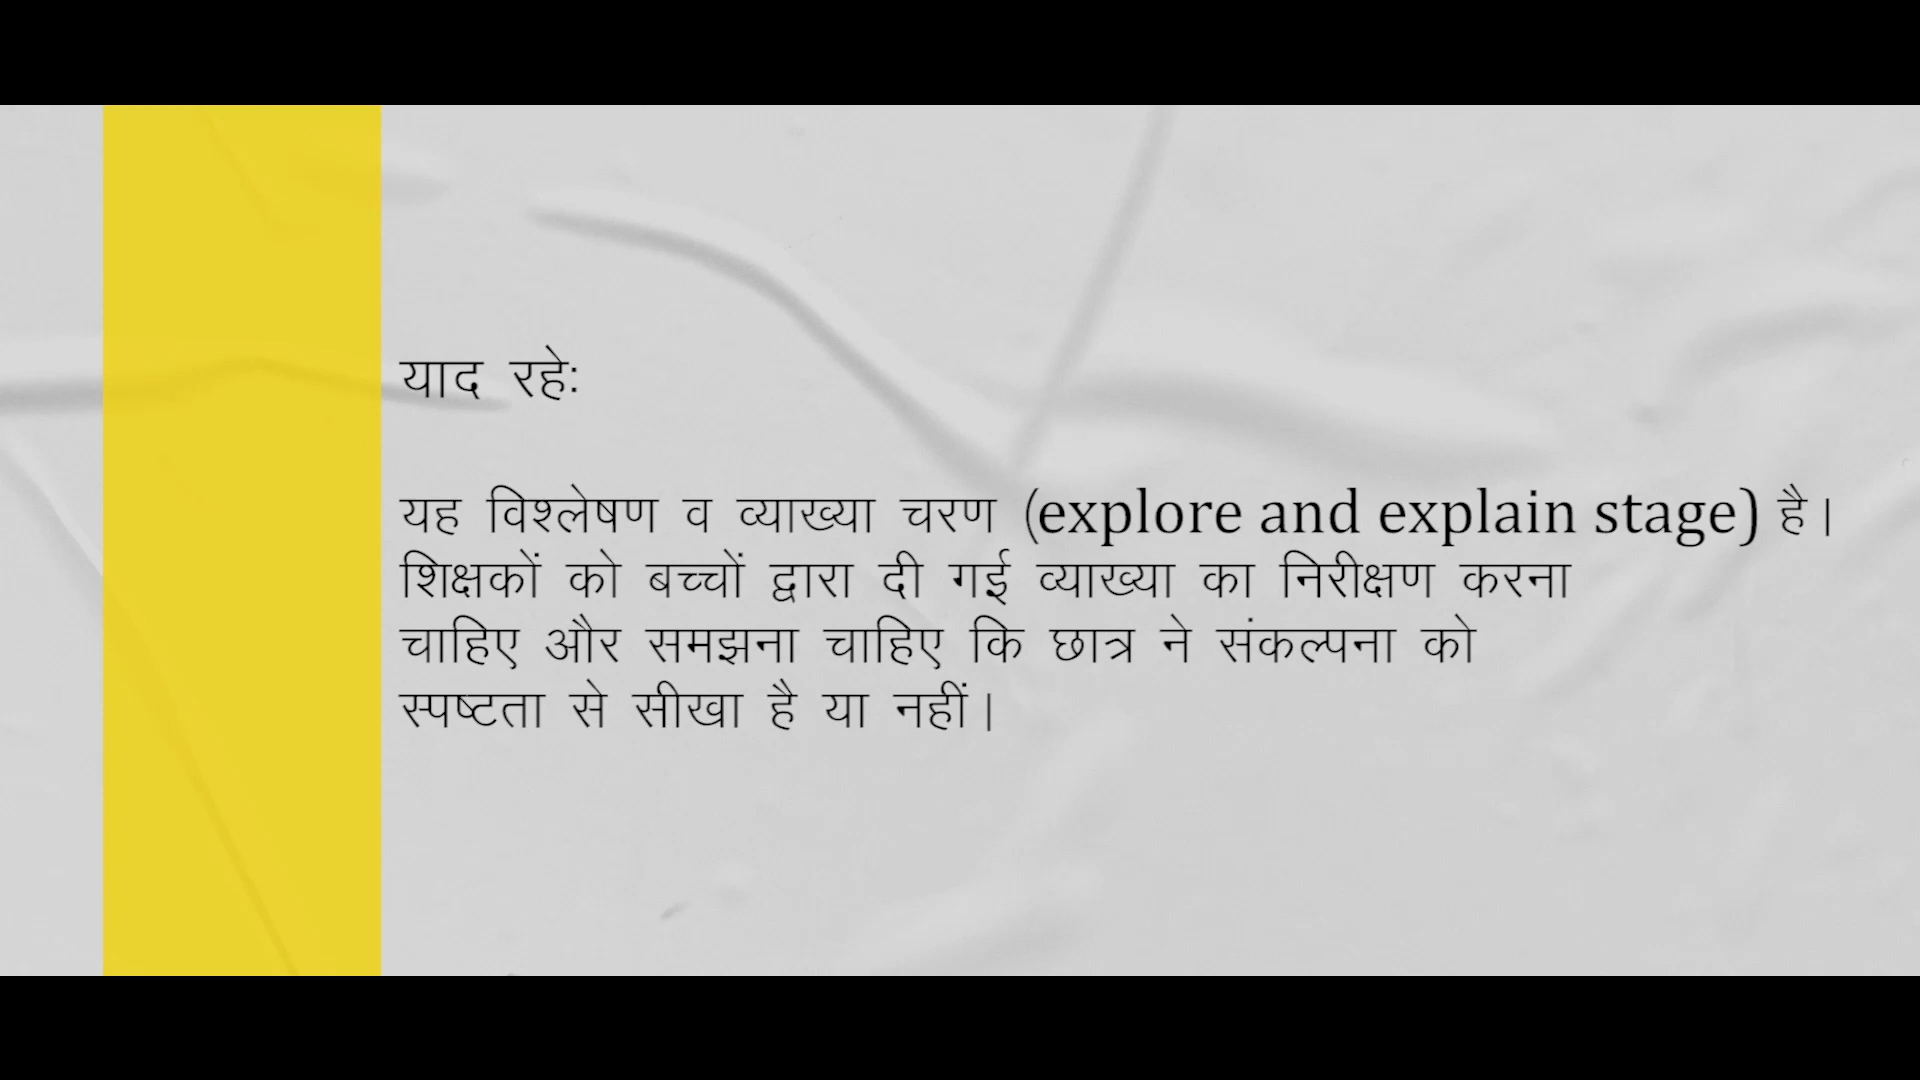 याद रहे:
यह विश्लेषण व व्याख्या चरण (explore and explain stage) है।
शिक्षकों को बच्चों द्वारा दी गई व्याख्या का निरीक्षण करना
चाहिए और समझना चाहिए कि छात्र ने संकल्पना को
स्पष्टता से सीखा है या नहीं।